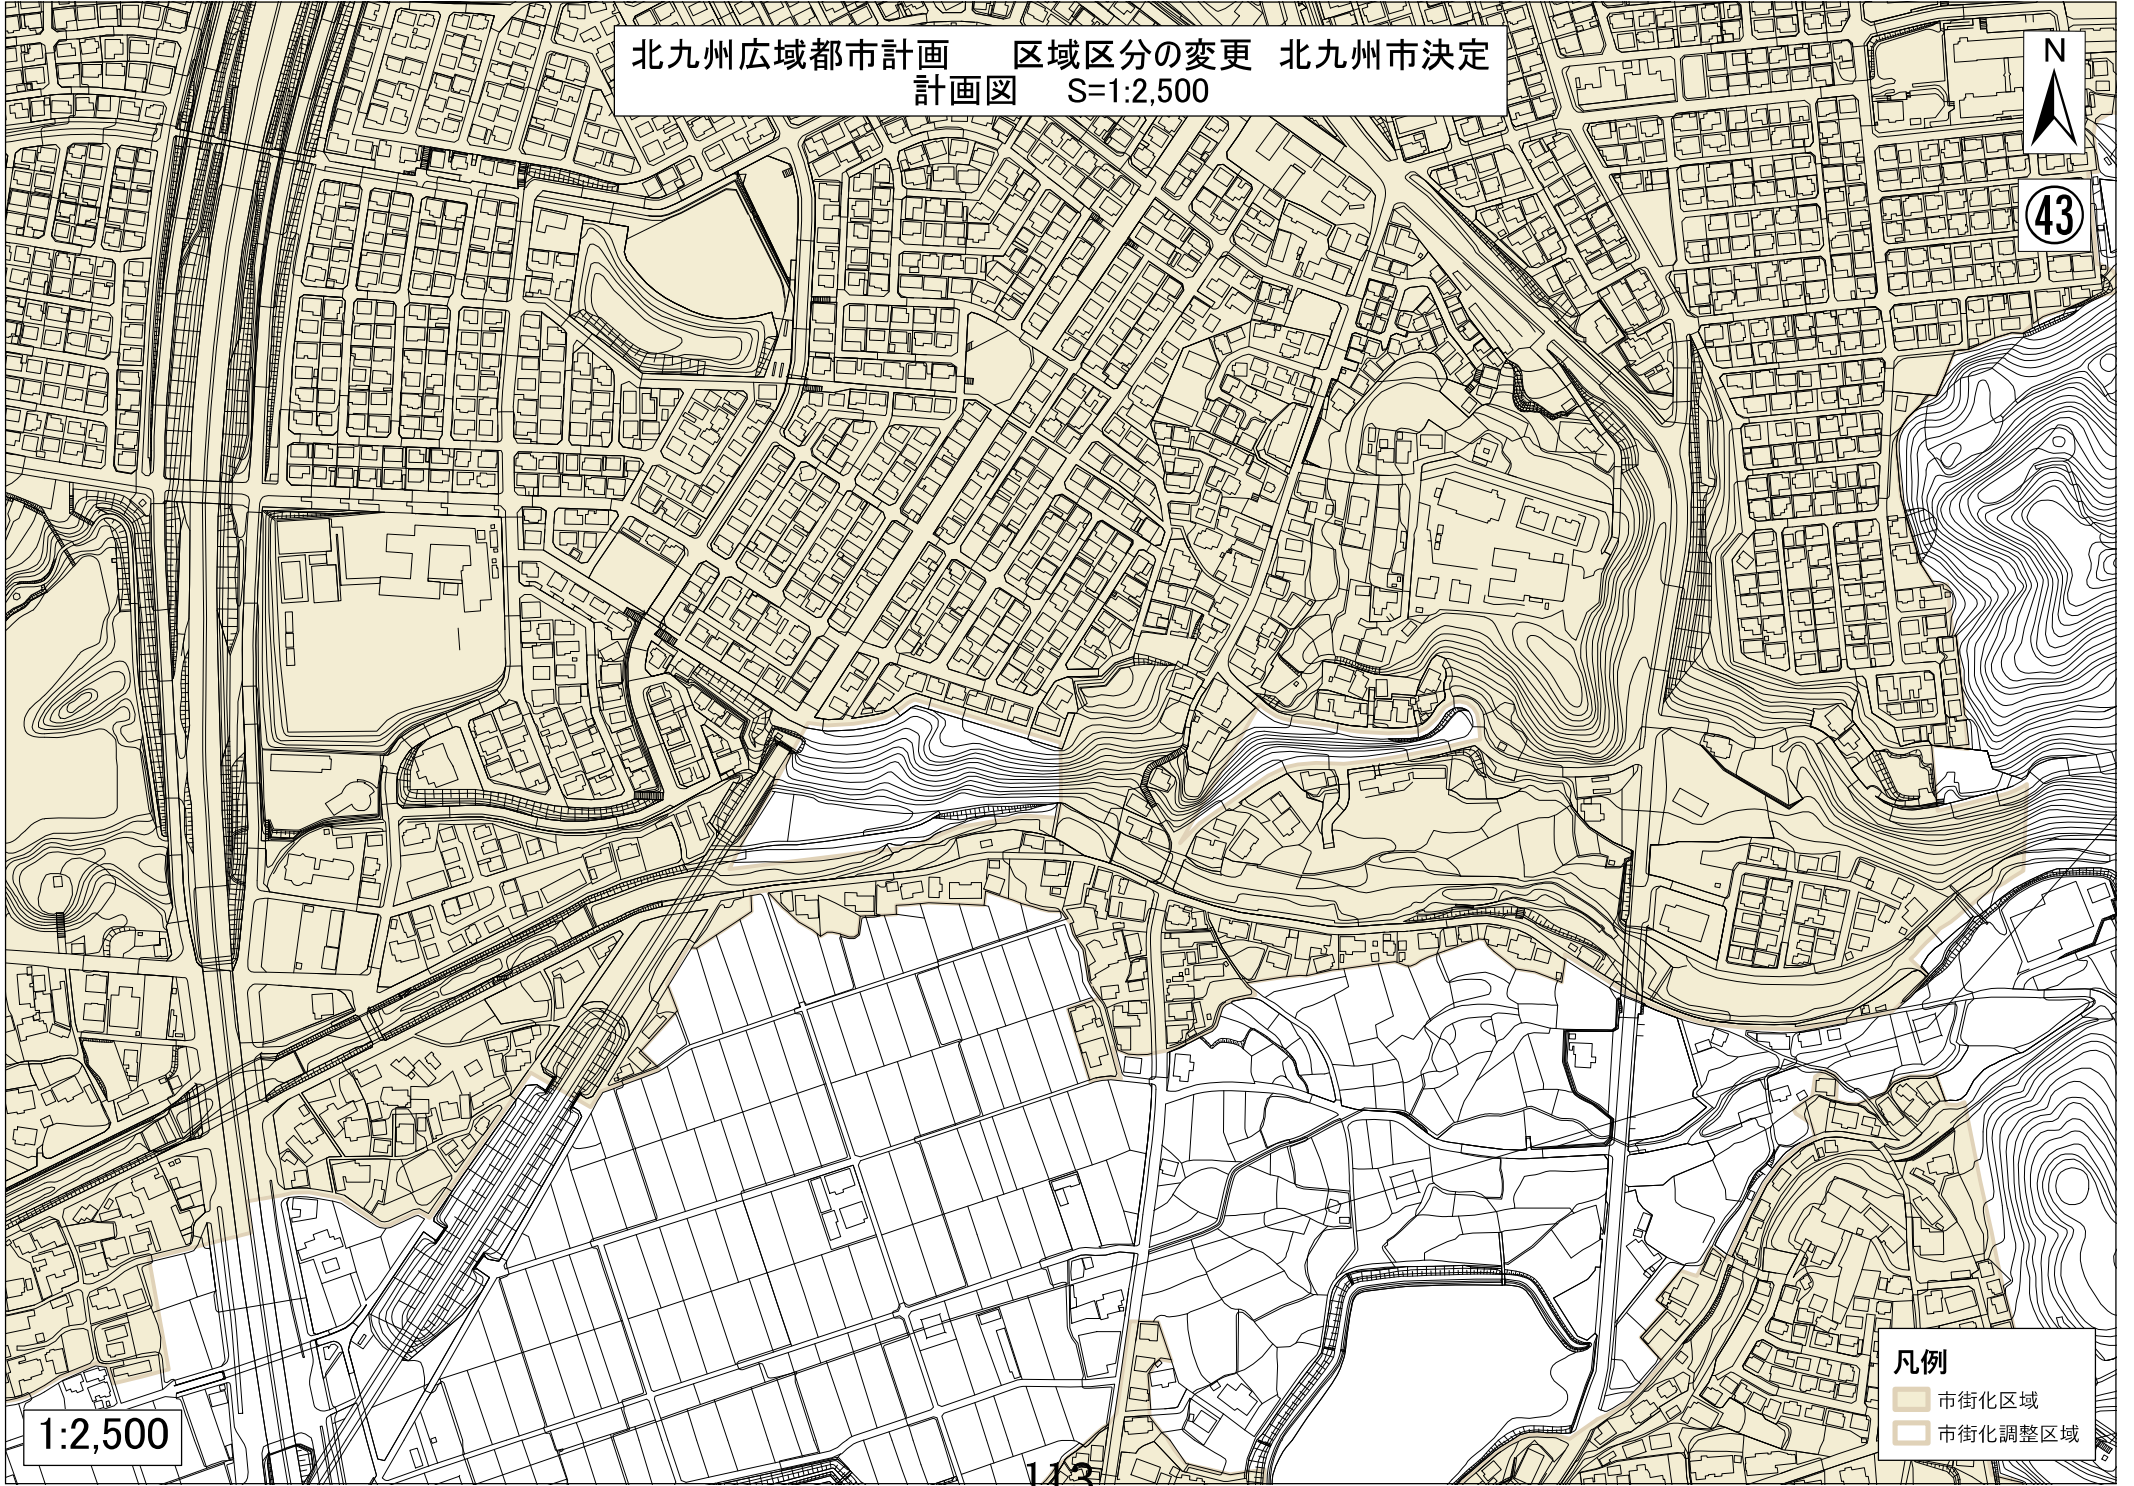 北九州広域都市計画　　区域区分の変更　北九州市決定
計画図　S=1:2,500
N
㊸
凡例
市街化区域
市街化調整区域
1:2,500
113